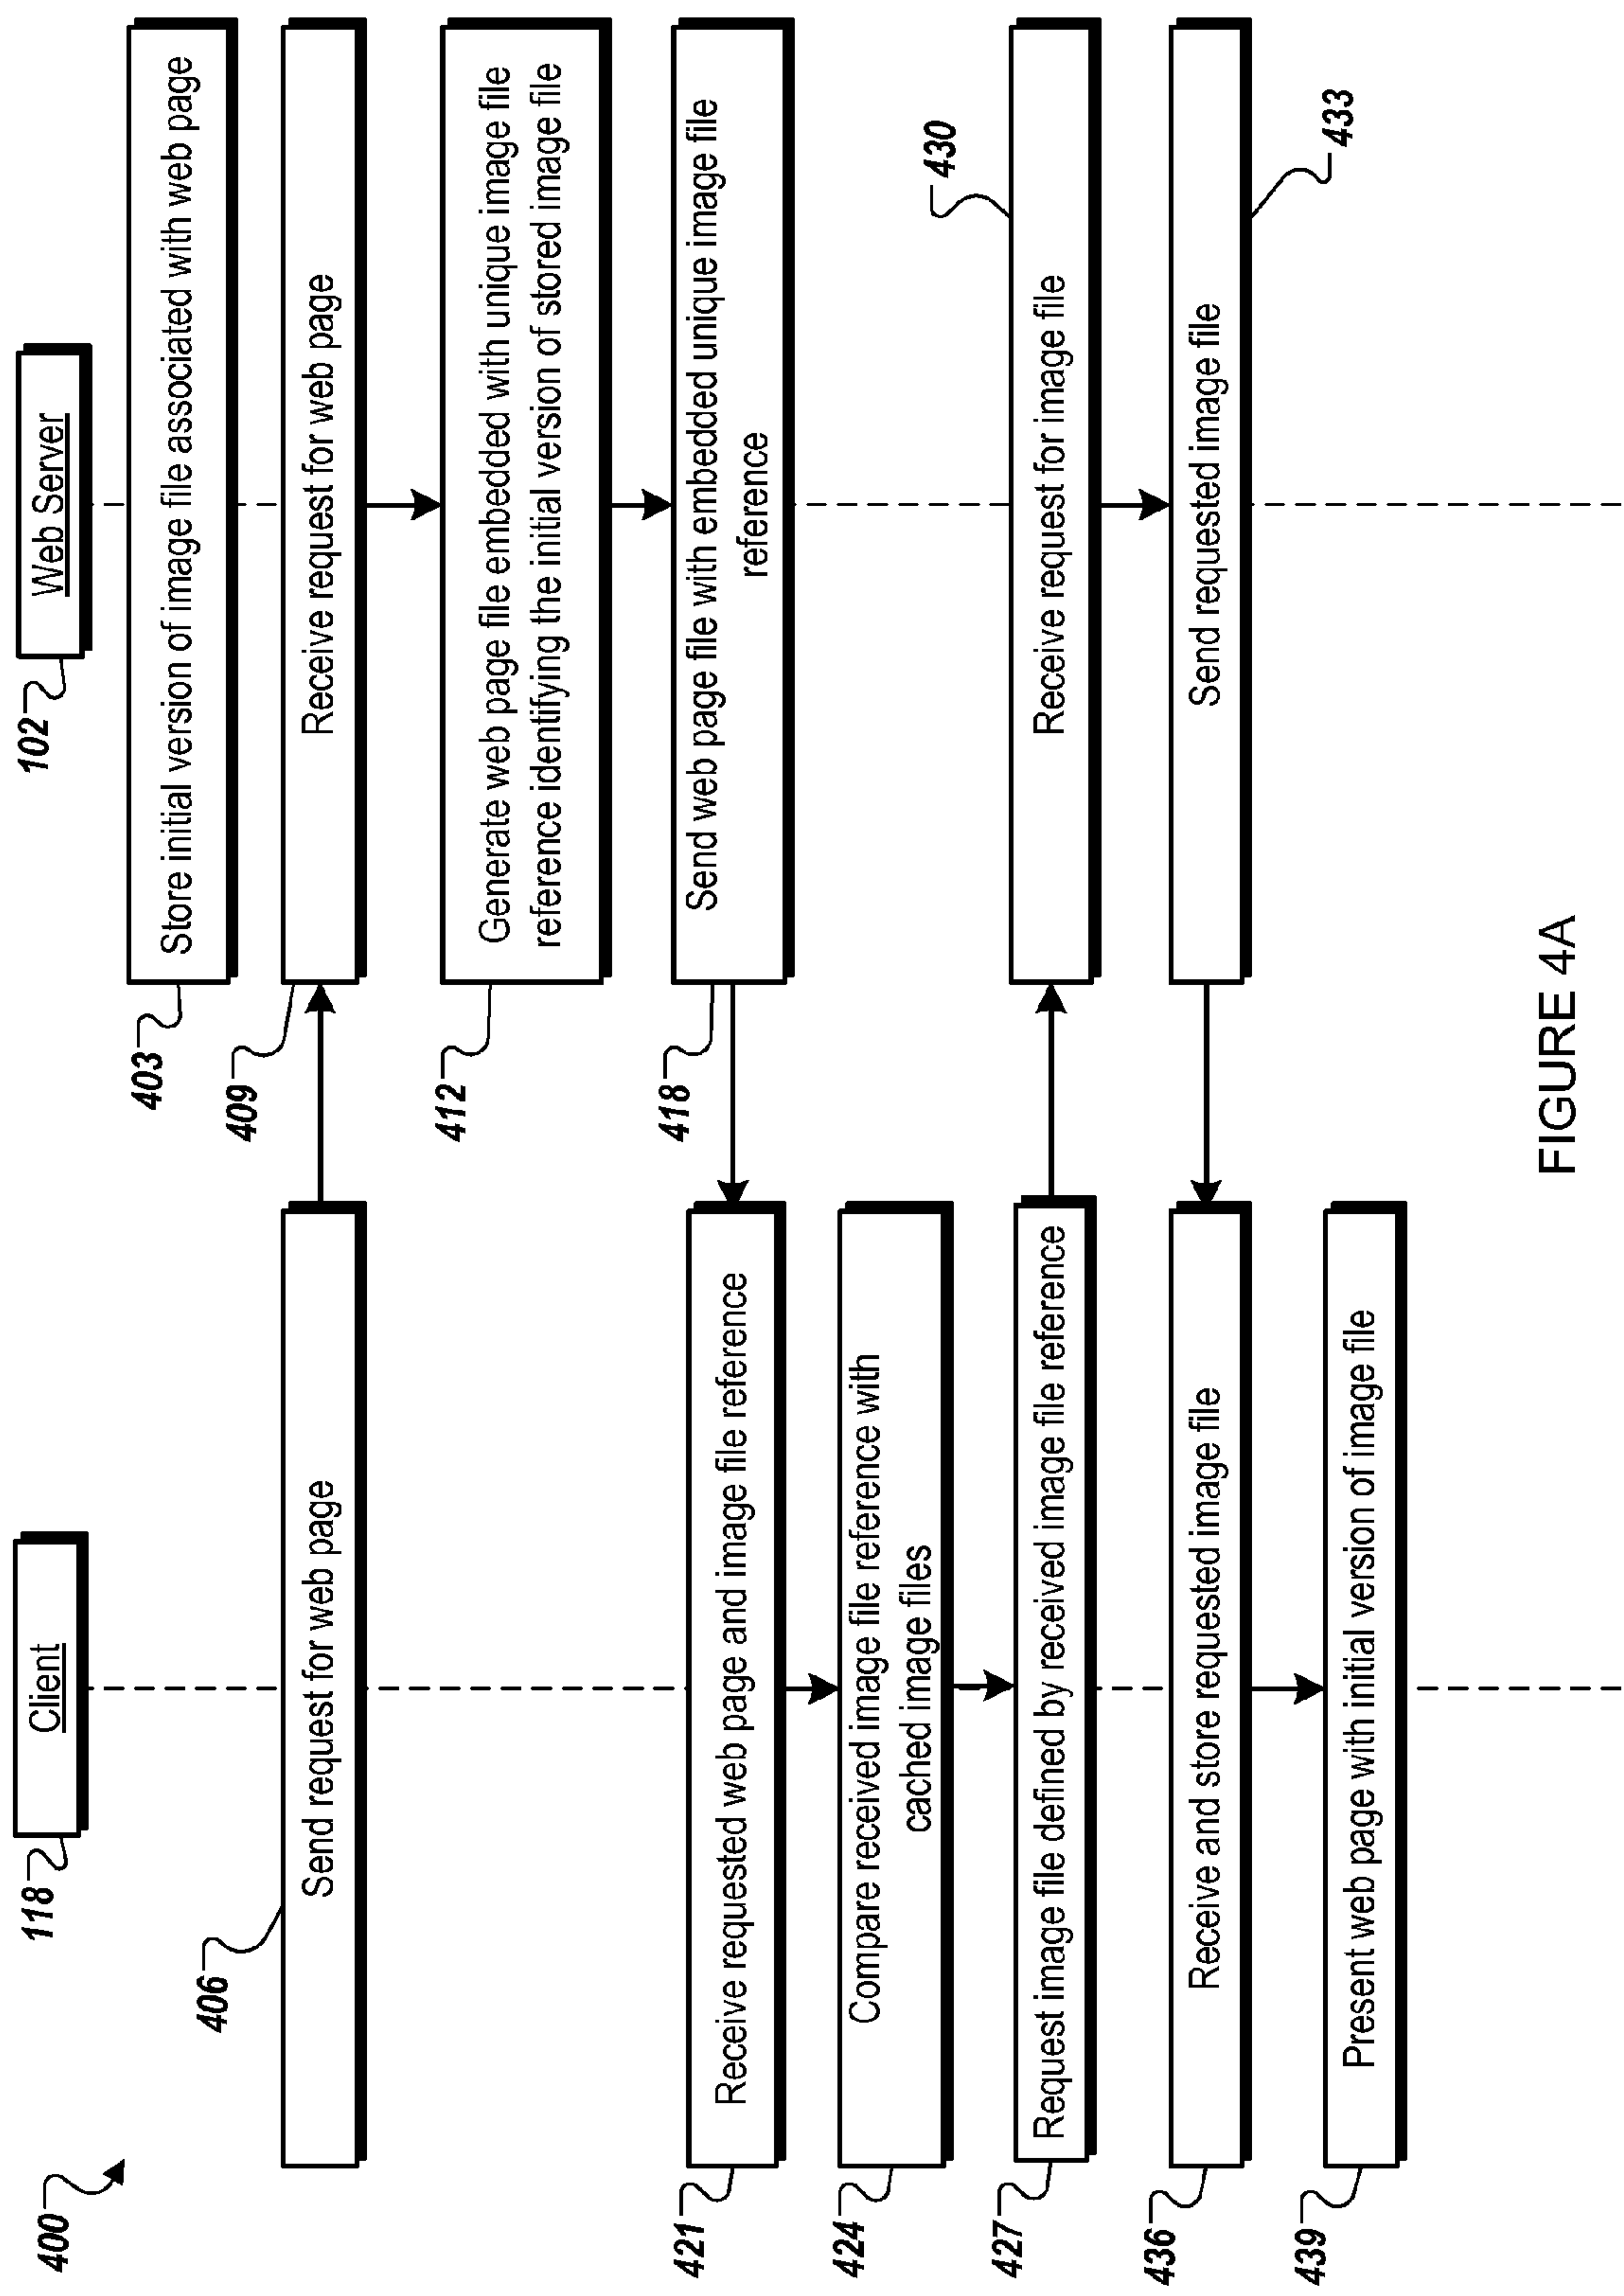 400
118
Client
102
Web Server
403
Store initial version of image file associated with web page
406
Send request for web page
409
Receive request for web page
412
Generate web page file embedded with unique image file
reference identifying the initial version of stored image file
418
Send web page file with embedded unique image file
reference
421
Receive requested web page and image file reference
424
Compare received image file reference with
cached image files
427
Request image file defined by received image file reference
430
Receive request for image file
433
Send requested image file
436
Receive and store requested image file
439
Present web page with initial version of image file
FIGURE 4A